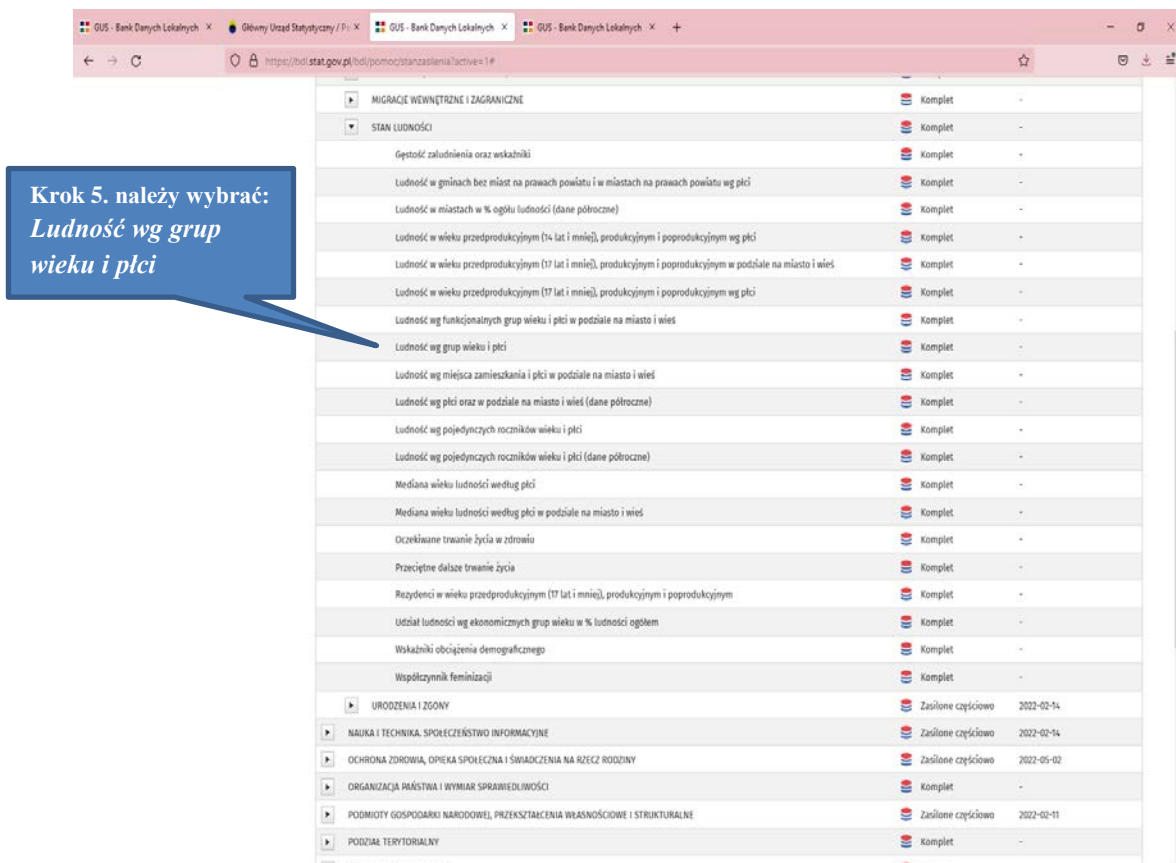 GUS - Bank Danych Lokalnych
Główny Urząd Statystyczny / P
GUS - Bank Danych Lokalnych
GUS - Bank Danych Lokalnych
https://bdl.stat.gov.pl/bdl/pomoc/stanzasilenia?active=1#
MIGRACJE WEWNĘTRZNE I ZAGRANICZNE Komplet -
STAN LUDNOŚCI Komplet -
Gęstość zaludnienia oraz wskaźniki Komplet -
Ludność w gminach bez miast na prawach powiatu i w miastach na prawach powiatu wg płci Komplet -
Ludność w miastach w % ogółu ludności (dane półroczne) Komplet -
Ludność w wieku przedprodukcyjnym (14 lat i mniej), produkcyjnym i poprodukcyjnym wg płci Komplet -
Ludność w wieku przedprodukcyjnym (17 lat i mniej), produkcyjnym i poprodukcyjnym w podziale na miasto i wieś Komplet -
Ludność w wieku przedprodukcyjnym (17 lat i mniej), produkcyjnym i poprodukcyjnym wg płci Komplet -
Ludność wg funkcjonalnych grup wieku i płci w podziale na miasto i wieś Komplet -
Ludność wg grup wieku i płci Komplet -
Ludność wg miejsca zamieszkania i płci w podziale na miasto i wieś Komplet -
Ludność wg płci oraz w podziale na miasto i wieś (dane półroczne) Komplet -
Ludność wg pojedynczych roczników wieku i płci Komplet -
Ludność wg pojedynczych roczników wieku i płci (dane półroczne) Komplet -
Mediana wieku ludności według płci Komplet -
Mediana wieku ludności według płci w podziale na miasto i wieś Komplet -
Oczekiwane trwanie życia w zdrowiu Komplet -
Przeciętne dalsze trwanie życia Komplet -
Rezydenci w wieku przedprodukcyjnym (17 lat i mniej), produkcyjnym i poprodukcyjnym Komplet -
Udział ludności wg ekonomicznych grup wieku w % ludności ogółem Komplet -
Wskaźniki obciążenia demograficznego Komplet -
Współczynnik feminizacji Komplet -
URODZENIA I ZGONY Zasilone częściowo 2022-02-14
NAUKA I TECHNIKA. SPOŁECZEŃSTWO INFORMACYJNE Zasilone częściowo 2022-02-14
OCHRONA ZDROWIA, OPIEKA SPOŁECZNA I ŚWIADCZENIA NA RZECZ RODZINY Zasilone częściowo 2022-05-02
ORGANIZACJA PAŃSTWA I WYMIAR SPRAWIEDLIWOŚCI Komplet -
PODMIOTY GOSPODARKI NARODOWEJ, PRZEKSZTAŁCENIA WŁASNOŚCIOWE I STRUKTURALNE Zasilone częściowo 2022-02-11
PODZIAŁ TERYTORIALNY Komplet -
Krok 5. należy wybrać:
Ludność wg grup
wieku i płci